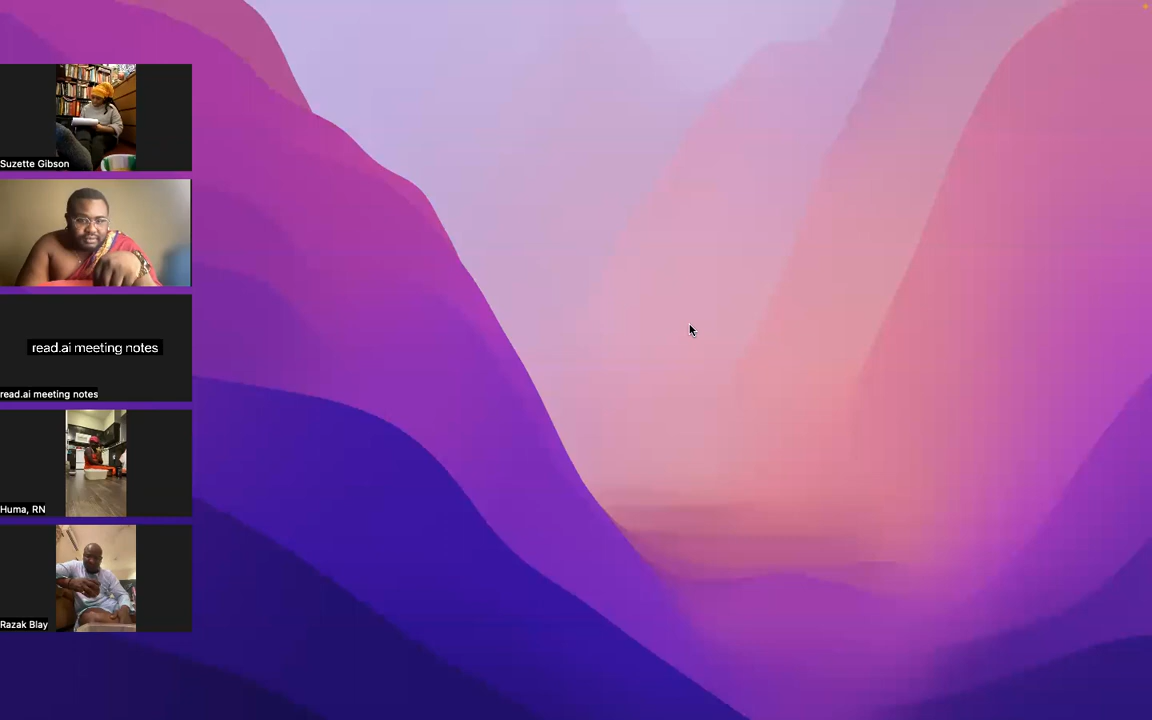 Suzette Gibson
read.ai meeting notes
read.ai meeting notes
Huma, RN
Razak Blay